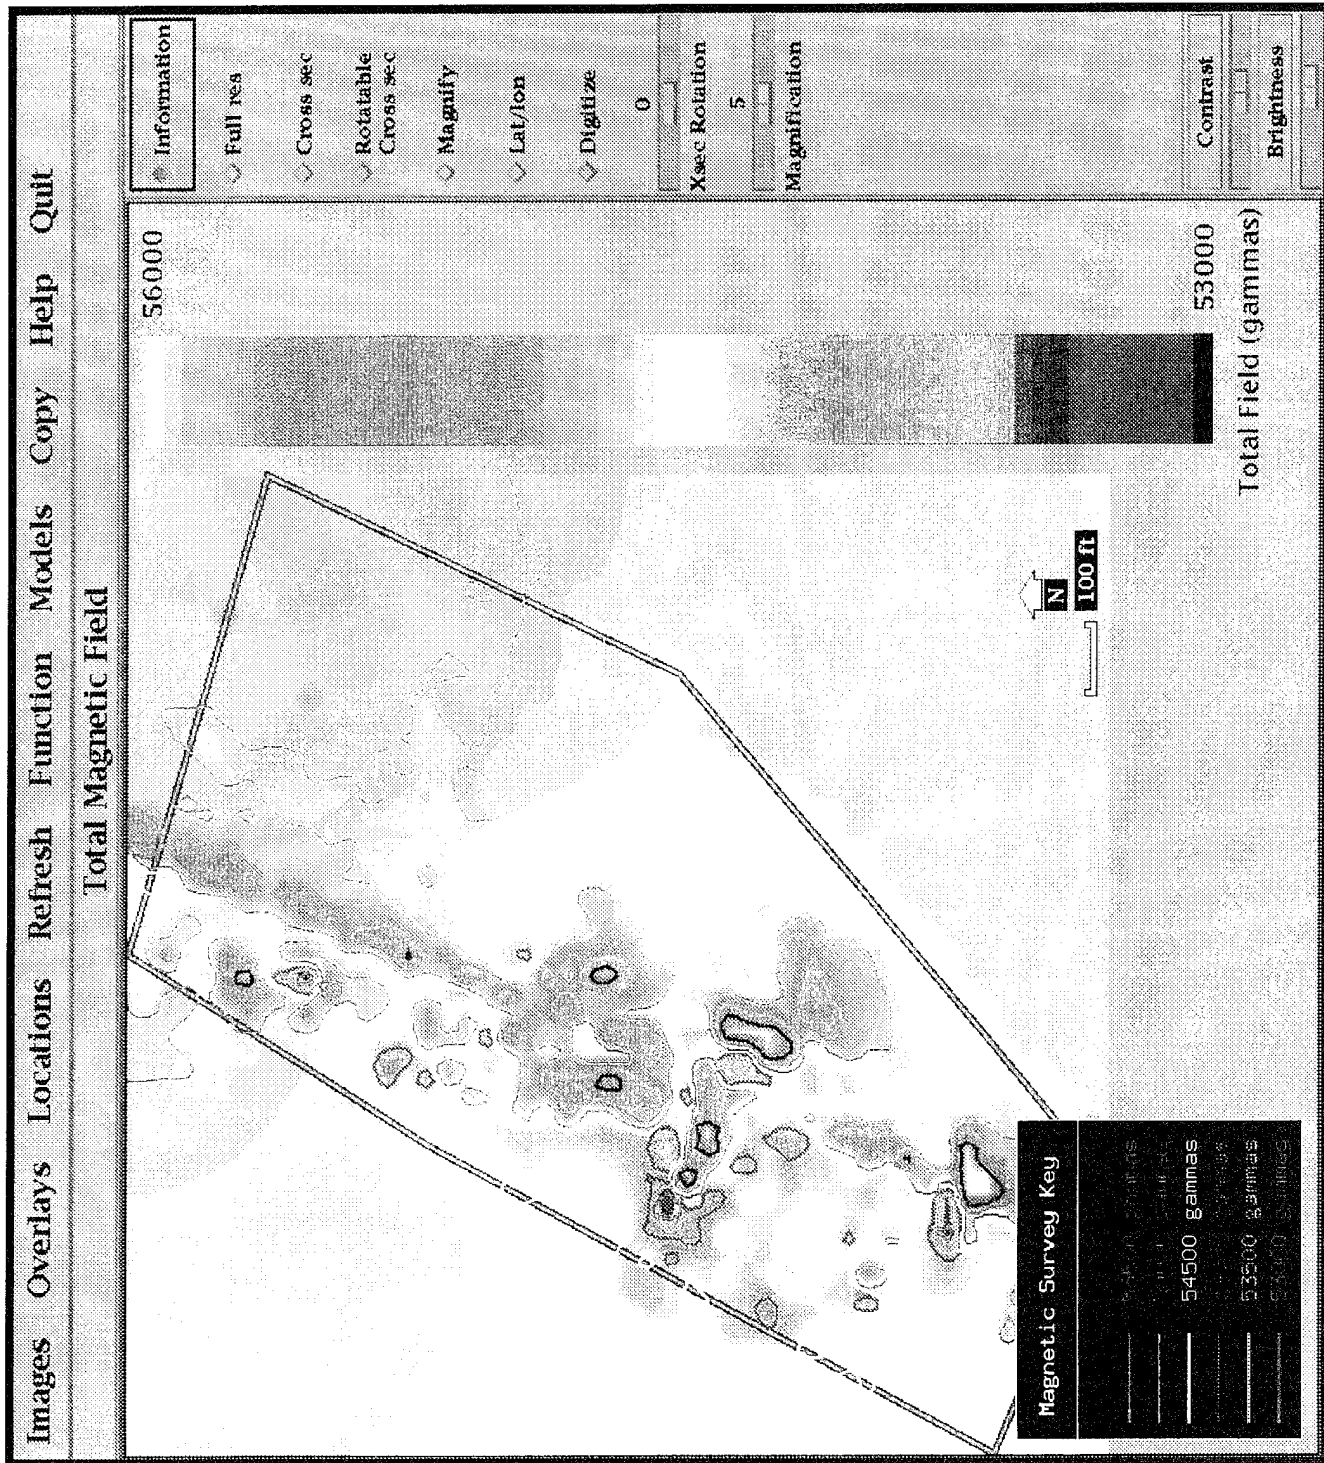 Images Overlays Locations Refresh Function Models Copy Help Quit
Total Magnetic Field
Information
Full res
Cross sec
Rotatable
Cross sec
Magnify
Lat/lon
Digitize
0
Xsec Rotation
5
Magnification
Contrast
Brightness
56000
53000
Total Field (gammas)
N
100 ft
Magnetic Survey Key
54500 gammas
53500 gammas